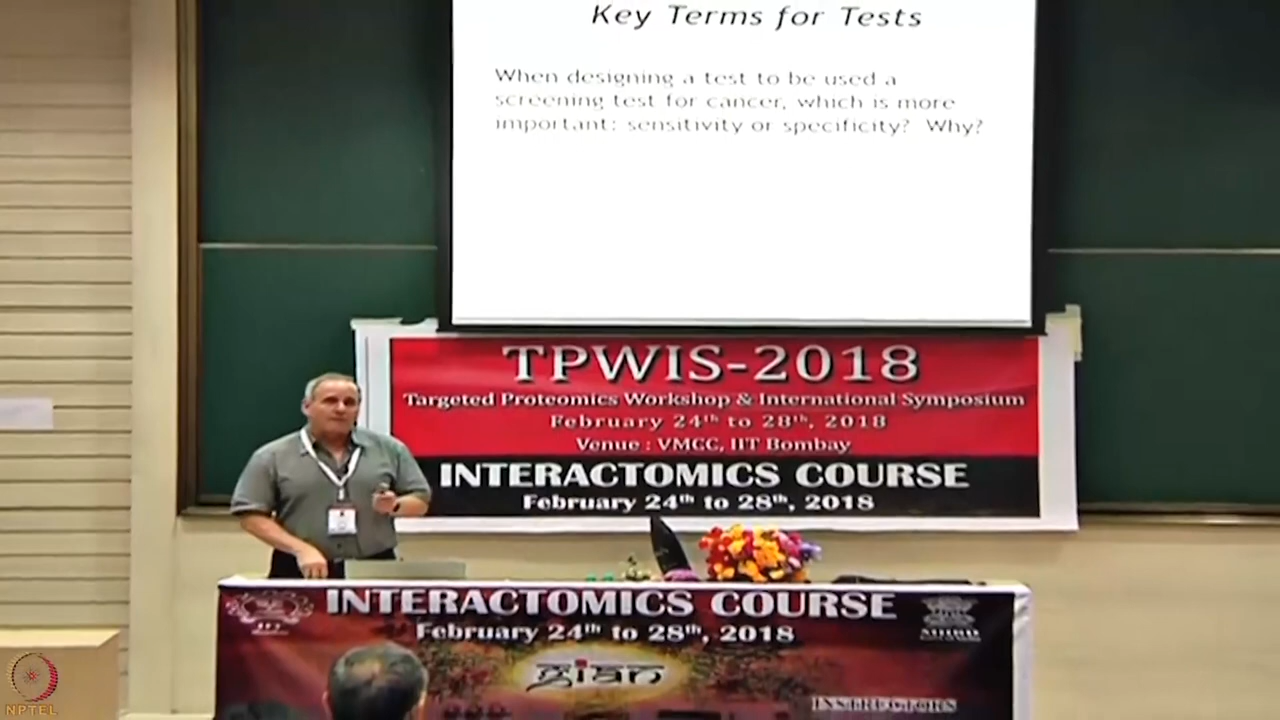 Key Terms for Tests
When designing a test to be used a
screening test for cancer, which is more
important: sensitivity or specificity? Why?
TPWIS-2018
Targeted Proteomics Workshop & International Symposium
February 24th to 28th, 2018
Venue : VMCC, IIT Bombay
INTERACTOMICS COURSE
February 24th to 28th, 2018
INTERACTOMICS COURSE
February 24th to 28th, 2018
gian
INSTRUCTORS
NPTEL